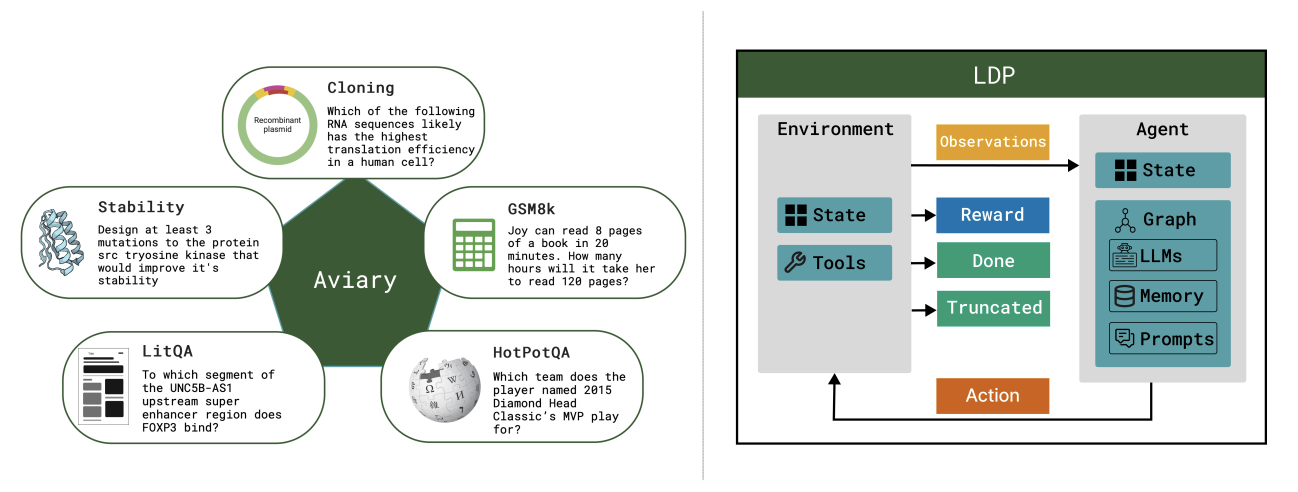 Cloning
Recombinant
plasmid
Which of the following
RNA sequences likely
has the highest
translation efficiency
in a human cell?
Stability
Design at least 3
mutations to the protein
src tryosine kinase that
would improve it's
stability
GSM8k
Joy can read 8 pages
of a book in 20
minutes. How many
hours will it take her
to read 120 pages?
Aviary
LitQA
To which segment of
the UNC5B-AS1
upstream super
enhancer region does
FOXP3 bind?
HotPotQA
Which team does the
player named 2015
Diamond Head
Classic's MVP play
for?
LDP
Environment
State
Tools
Observations
Reward
Done
Truncated
Action
Agent
State
Graph
LLMs
Memory
Prompts